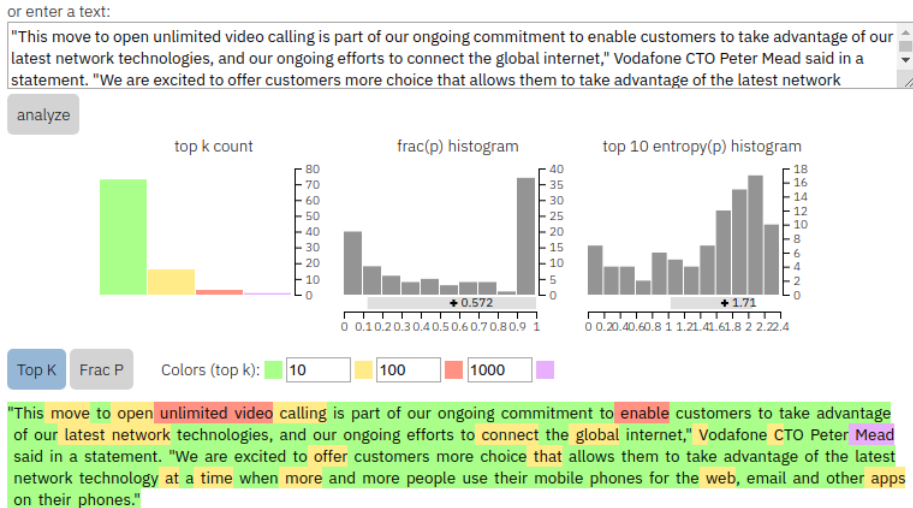 or enter a text:
"This move to open unlimited video calling is part of our ongoing commitment to enable customers to take advantage of our
latest network technologies, and our ongoing efforts to connect the global internet," Vodafone CTO Peter Mead said in a
statement. "We are excited to offer customers more choice that allows them to take advantage of the latest network
analyze
top k count
80
70
60
50
40
30
20
10
0
frac(p) histogram
40
35
30
25
20
15
10
5
0
+ 0.572
0 0.1 0.2 0.3 0.4 0.5 0.6 0.7 0.8 0.9 1
top 10 entropy(p) histogram
18
16
14
12
10
8
6
4
2
0
+ 1.71
0 0.2 0.4 0.6 0.8 1 1.2 1.4 1.6 1.8 2 2.2 2.4
Top K Frac P Colors (top k): 10 100 1000
"This move to open unlimited video calling is part of our ongoing commitment to enable customers to take advantage
of our latest network technologies, and our ongoing efforts to connect the global internet," Vodafone CTO Peter Mead
said in a statement. "We are excited to offer customers more choice that allows them to take advantage of the latest
network technology at a time when more and more people use their mobile phones for the web, email and other apps
on their phones."